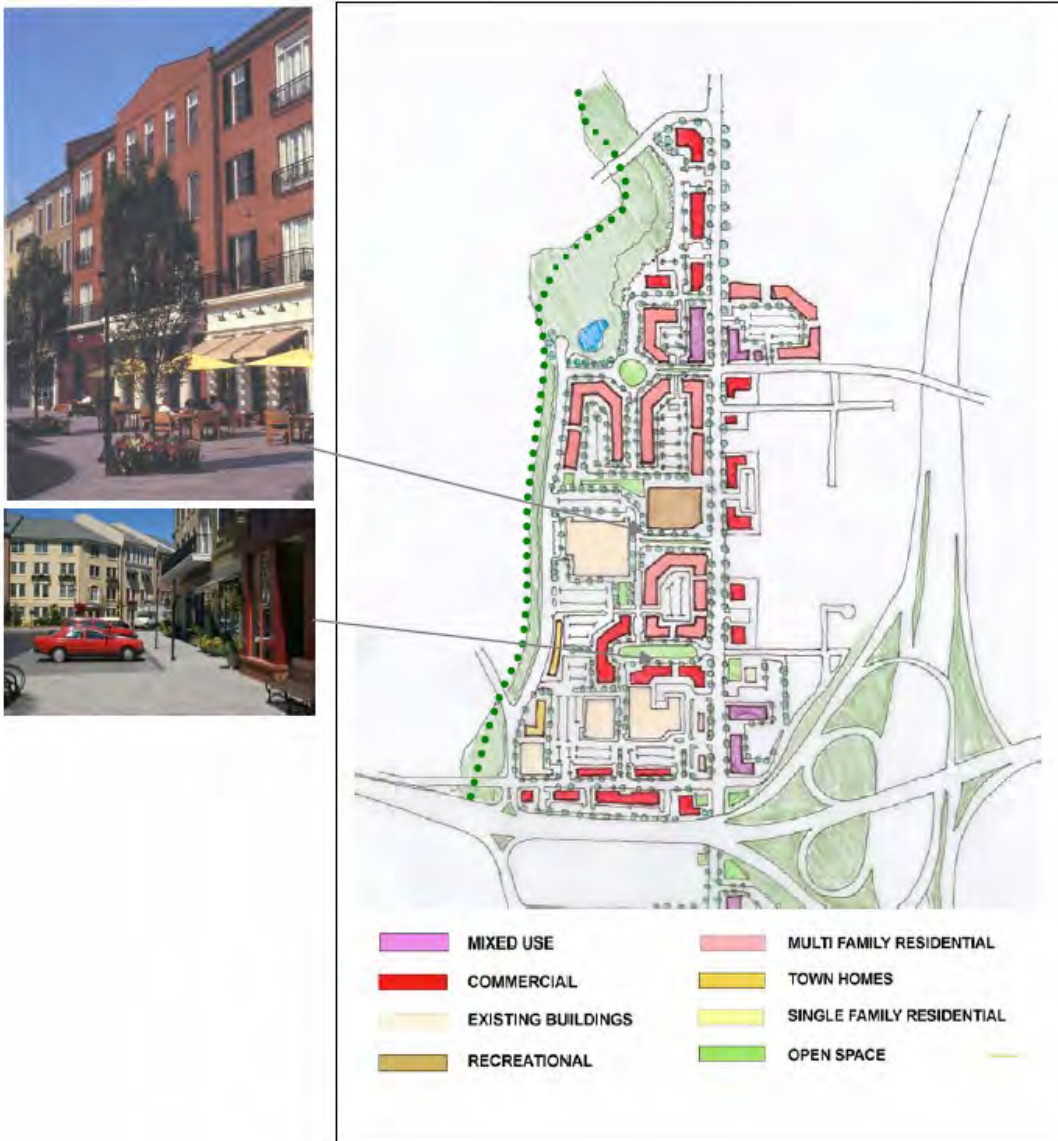 MIXED USE
COMMERCIAL
EXISTING BUILDINGS
RECREATIONAL
MULTI FAMILY RESIDENTIAL
TOWN HOMES
SINGLE FAMILY RESIDENTIAL
OPEN SPACE